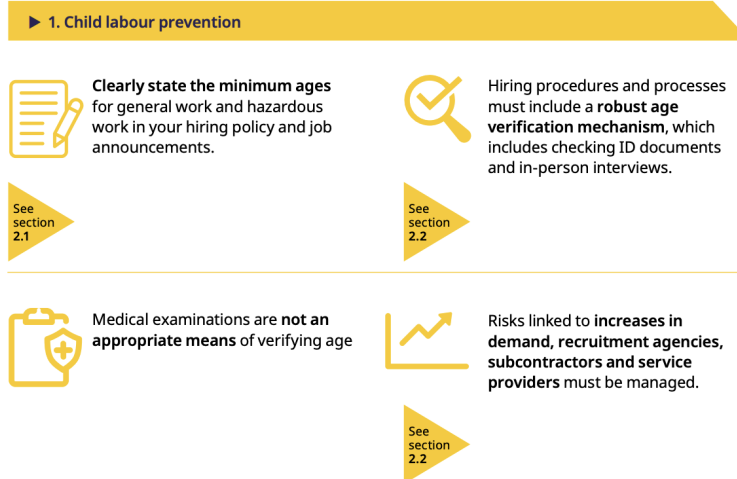 ▶ 1. Child labour prevention
Clearly state the minimum ages
for general work and hazardous
work in your hiring policy and job
announcements.
See
section
2.1
Hiring procedures and processes
must include a robust age
verification mechanism, which
includes checking ID documents
and in-person interviews.
See
section
2.2
Medical examinations are not an
appropriate means of verifying age
Risks linked to increases in
demand, recruitment agencies,
subcontractors and service
providers must be managed.
See
section
2.2